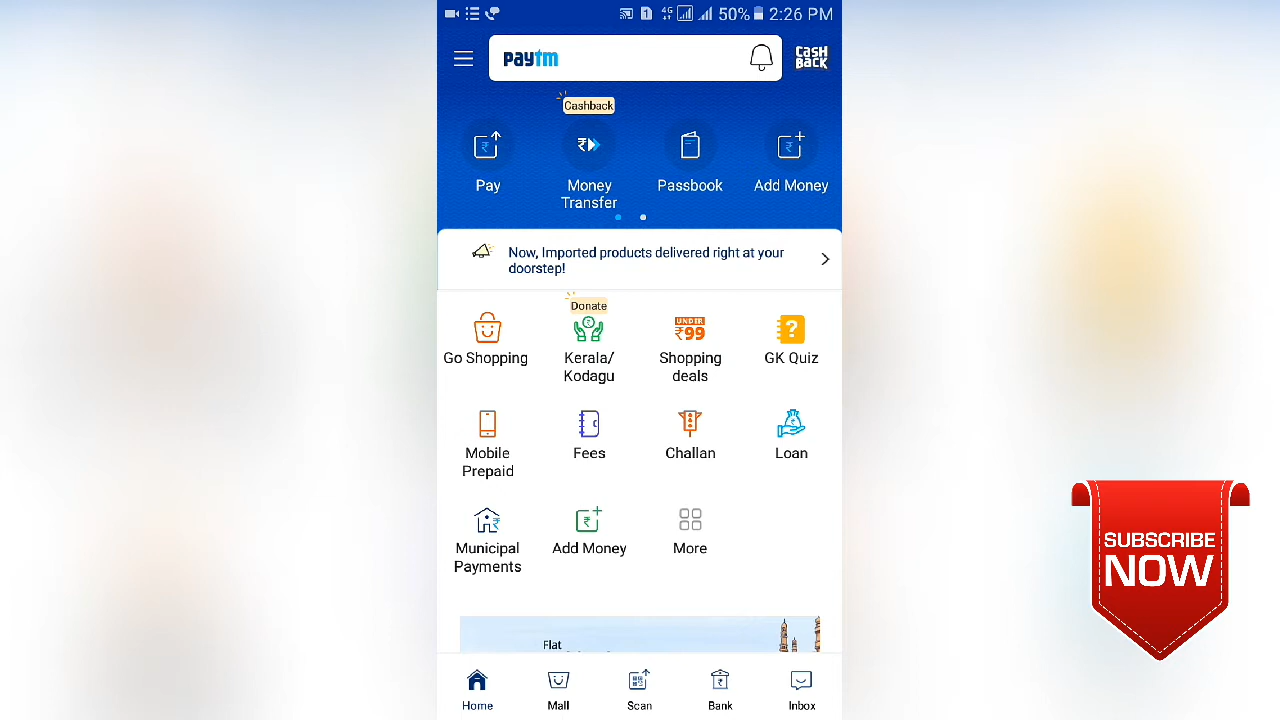 1 4G 50% 2:26 PM
paytm
CASH
BACK
Cashback
Pay
Money
Transfer
Passbook
Add Money
Now, Imported products delivered right at your
doorstep!
Donate
UNDER
₹99
Go Shopping
Kerala/
Kodagu
Shopping
deals
GK Quiz
Mobile
Prepaid
Fees
Challan
Loan
Municipal
Payments
Add Money
More
Flat
Home
Mall
Scan
Bank
Inbox
SUBSCRIBE
NOW